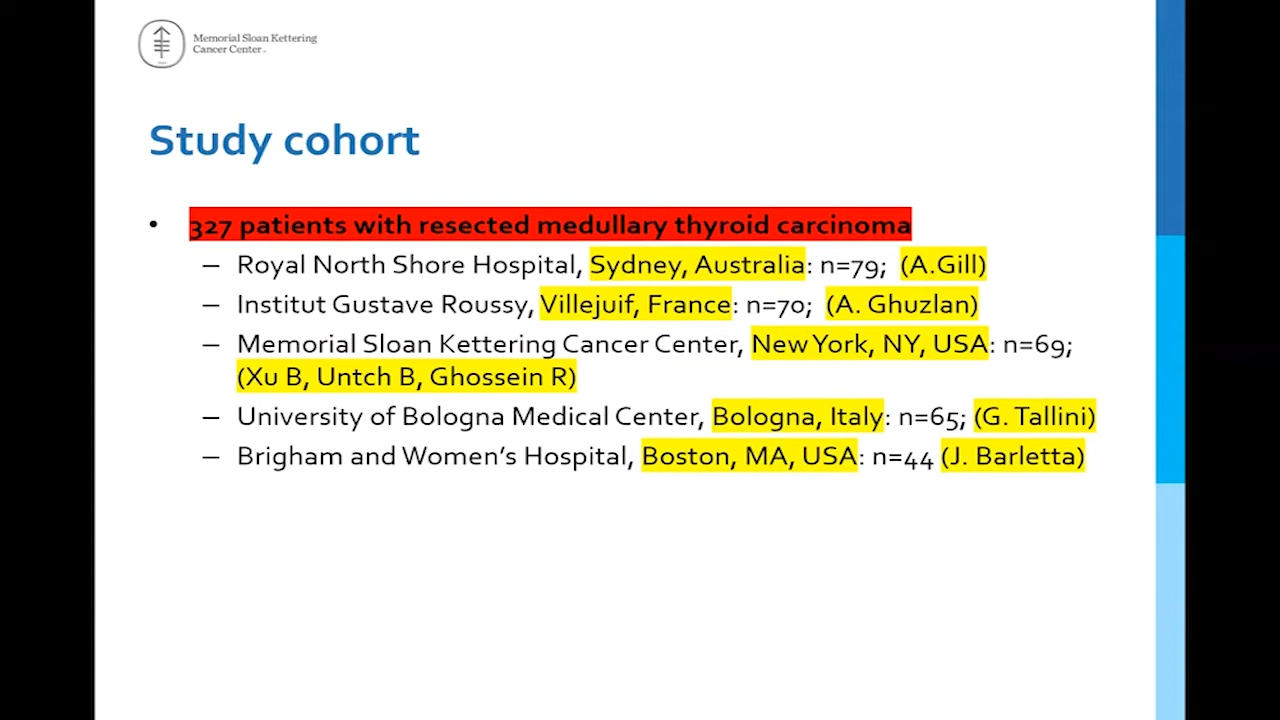 Memorial Sloan Kettering
Cancer Center
Study cohort
• 327 patients with resected medullary thyroid carcinoma
– Royal North Shore Hospital, Sydney, Australia: n=79; (A.Gill)
– Institut Gustave Roussy, Villejuif, France: n=70; (A. Ghuzlan)
– Memorial Sloan Kettering Cancer Center, New York, NY, USA: n=69;
(Xu B, Untch B, Ghossein R)
– University of Bologna Medical Center, Bologna, Italy: n=65; (G. Tallini)
– Brigham and Women’s Hospital, Boston, MA, USA: n=44 (J. Barletta)